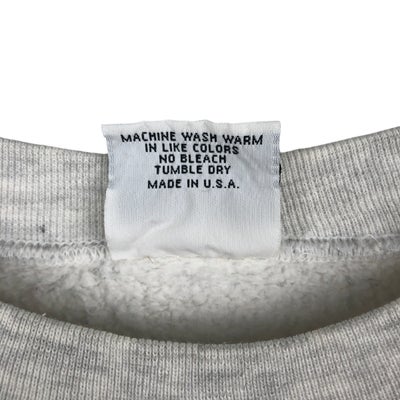 MACHINE WASH WARM
IN LIKE COLORS
NO BLEACH
TUMBLE DRY
MADE IN U.S.A.